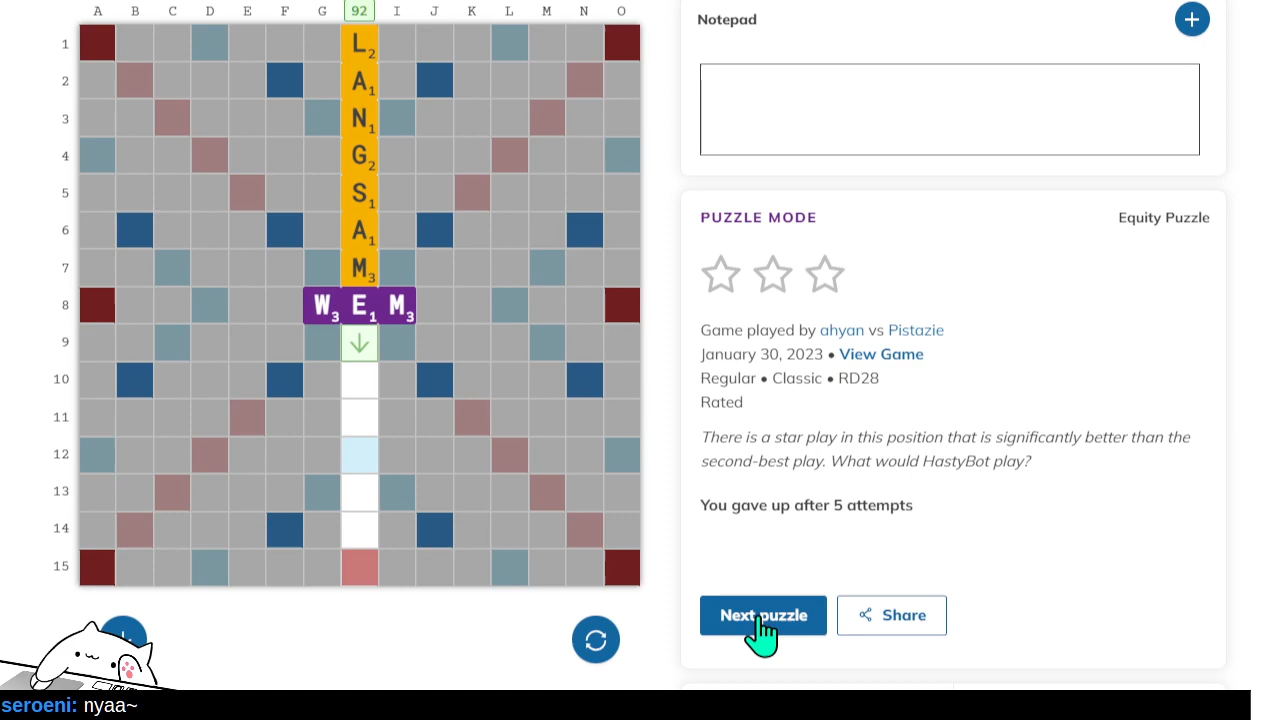 A B C D E F G 92 I J K L M N O
Notepad
1 L2
2 A1
3 N1
4 G2
5 S1
6 A1
7 M3
8 W3 E1 M3
9
10
11
12
13
14
15
PUZZLE MODE
Equity Puzzle
Game played by ahyan vs Pistazie
January 30, 2023 • View Game
Regular • Classic • RD28
Rated
There is a star play in this position that is significantly better than the
second-best play. What would HastyBot play?
You gave up after 5 attempts
Next puzzle
Share
seroeni: nyaa~